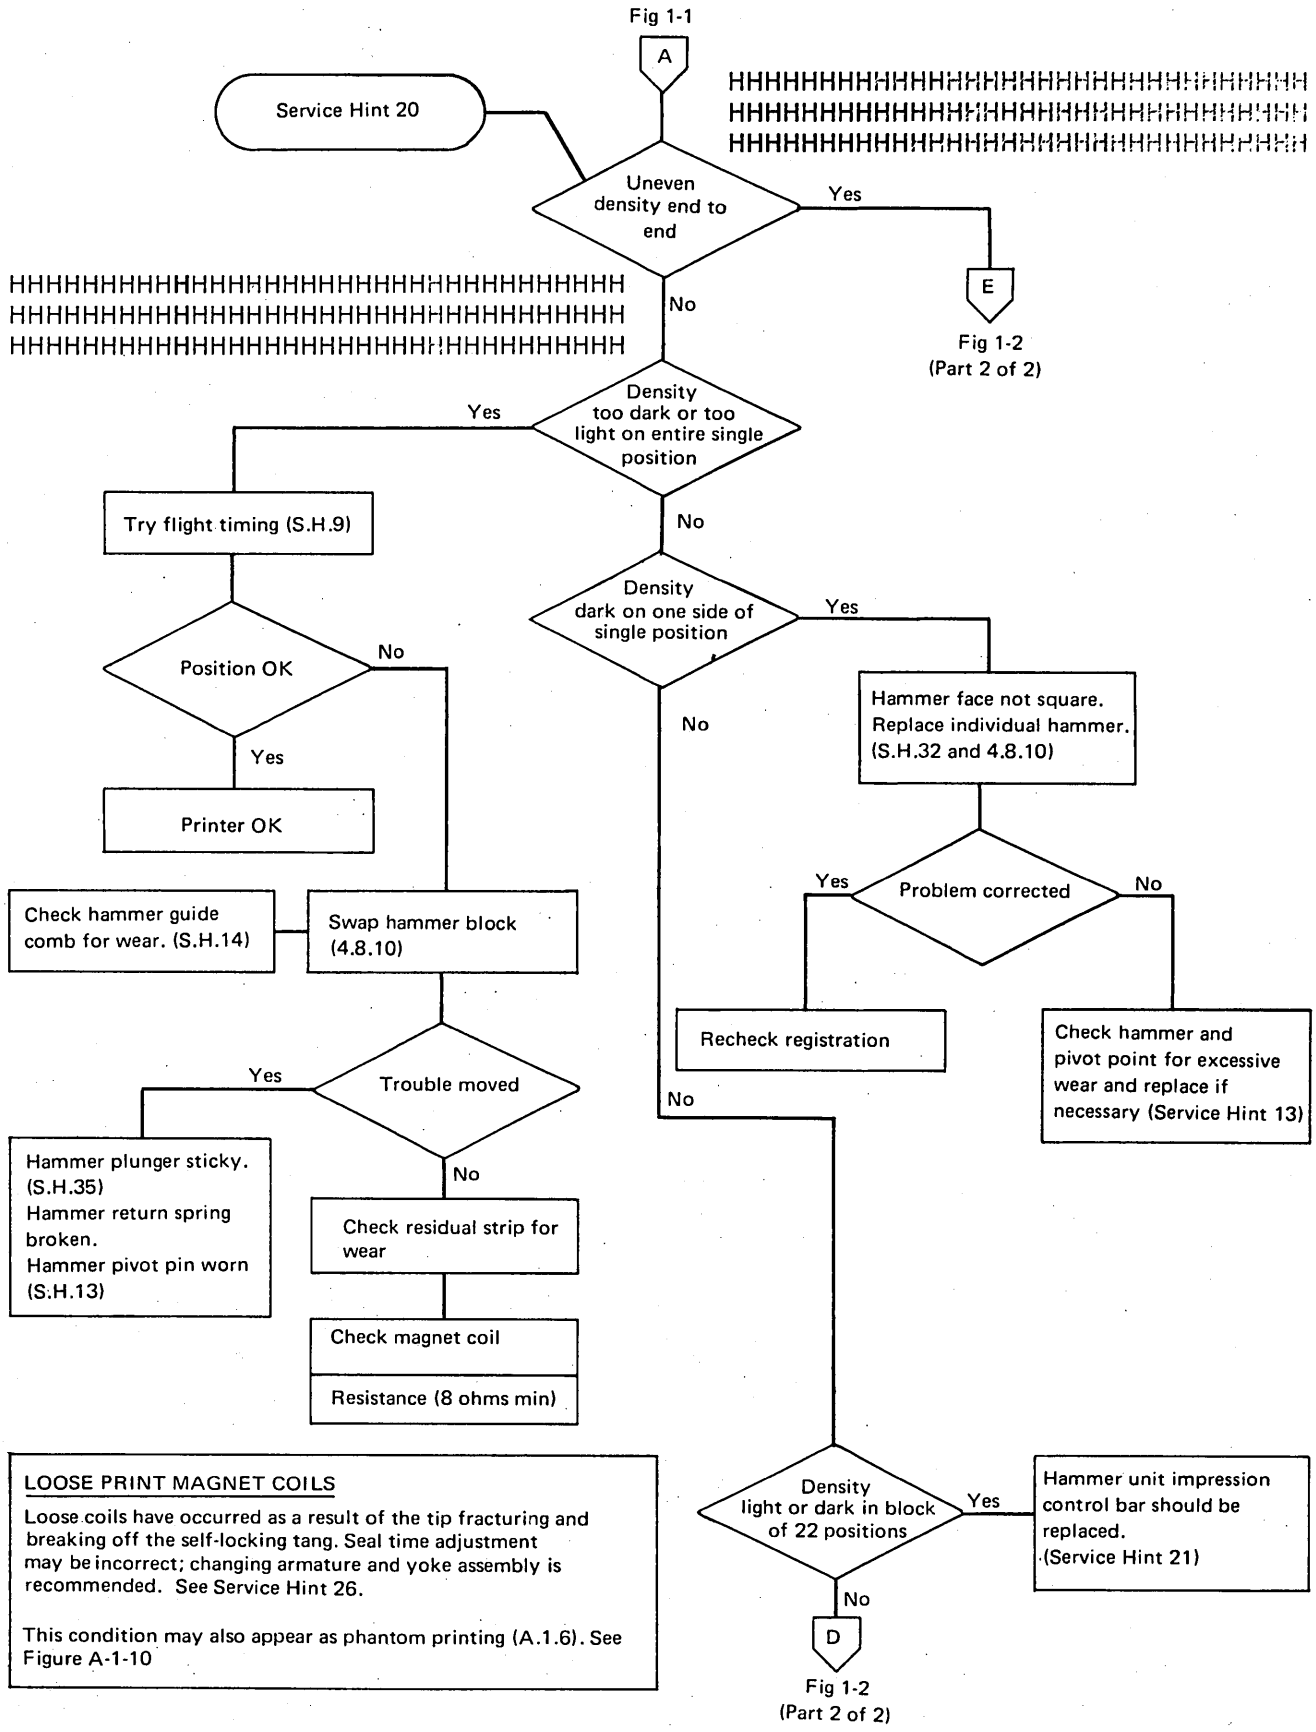 Fig 1-1
A
HHHHHHHHHHHHHHHHHHHHHHHHHHHHHHHH
HHHHHHHHHHHHHHHHHHHHHHHHHHHHHHHH
HHHHHHHHHHHHHHHHHHHHHHHHHHHHHHHH
Service Hint 20
Uneven
density end to
end
Yes
E
Fig 1-2
(Part 2 of 2)
No
HHHHHHHHHHHHHHHHHHHHHHHHHHHHHHHHHH
HHHHHHHHHHHHHHHHHHHHHHHHHHHHHHHHHH
HHHHHHHHHHHHHHHHHHHHHHHHHHHHHHHHHH
Density
too dark or too
light on entire single
position
Yes
Try flight timing (S.H.9)
No
Density
dark on one side of
single position
Yes
Position OK
No
Hammer face not square.
Replace individual hammer.
(S.H.32 and 4.8.10)
No
Yes
Printer OK
Problem corrected
Yes
No
Check hammer guide
comb for wear. (S.H.14)
Swap hammer block
(4.8.10)
Recheck registration
Check hammer and
pivot point for excessive
wear and replace if
necessary (Service Hint 13)
Trouble moved
Yes
No
Hammer plunger sticky.
(S.H.35)
Hammer return spring
broken.
Hammer pivot pin worn
(S.H.13)
No
Check residual strip for
wear
Check magnet coil
Resistance (8 ohms min)
LOOSE PRINT MAGNET COILS
Loose coils have occurred as a result of the tip fracturing and
breaking off the self-locking tang. Seal time adjustment
may be incorrect; changing armature and yoke assembly is
recommended. See Service Hint 26.
This condition may also appear as phantom printing (A.1.6). See
Figure A-1-10
Density
light or dark in block
of 22 positions
Yes
Hammer unit impression
control bar should be
replaced.
(Service Hint 21)
No
D
Fig 1-2
(Part 2 of 2)